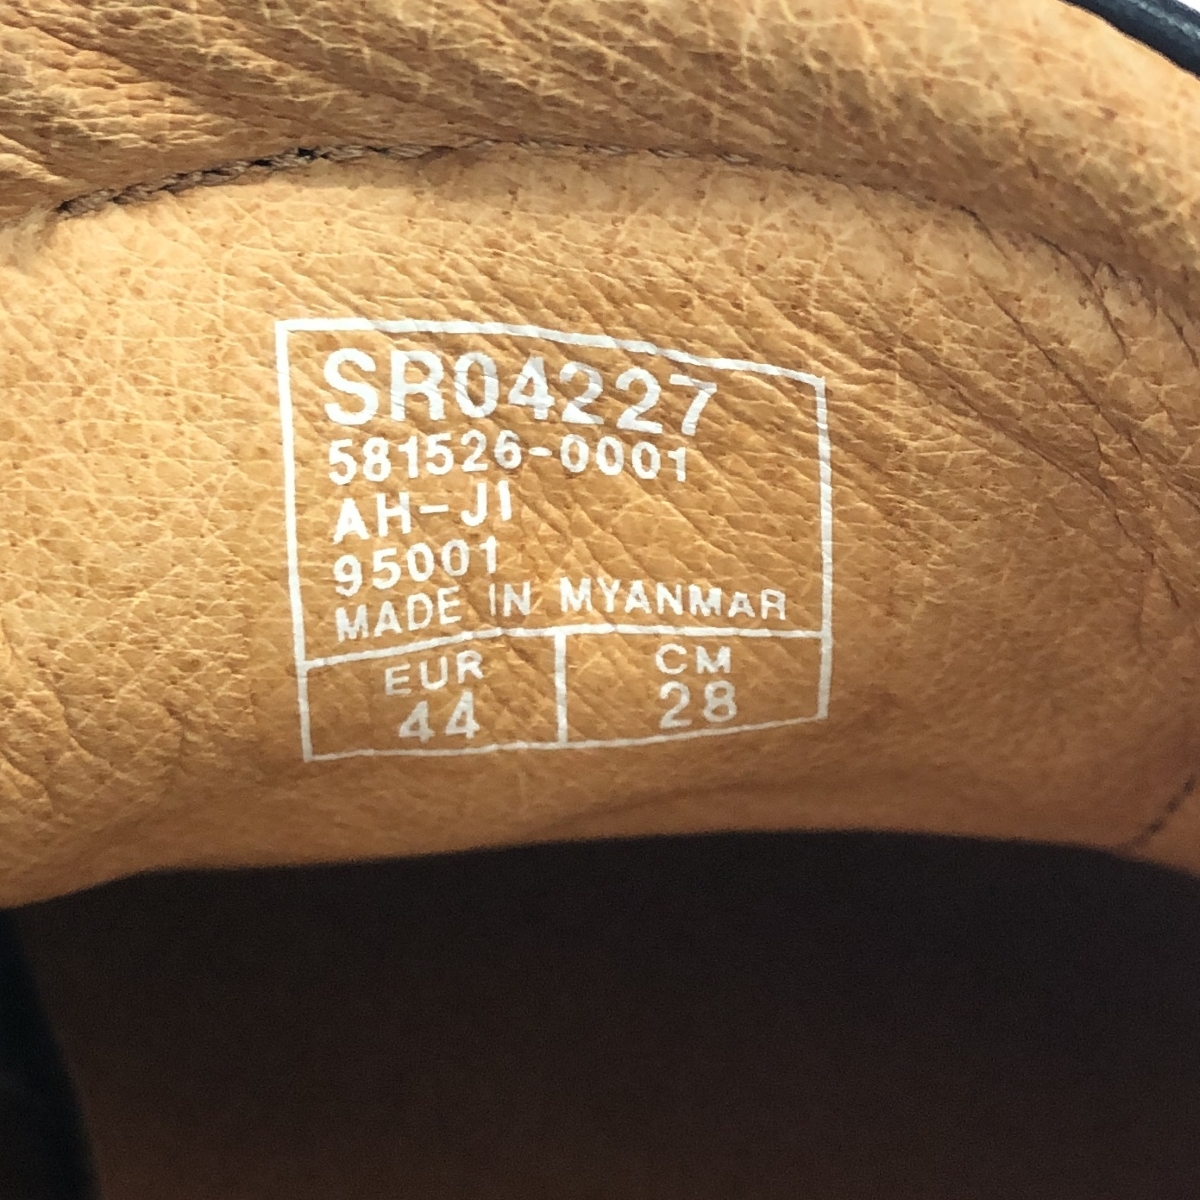 SR04227
581526-0001
AH-JI
95001
MADE IN MYANMAR
EUR
44
CM
28